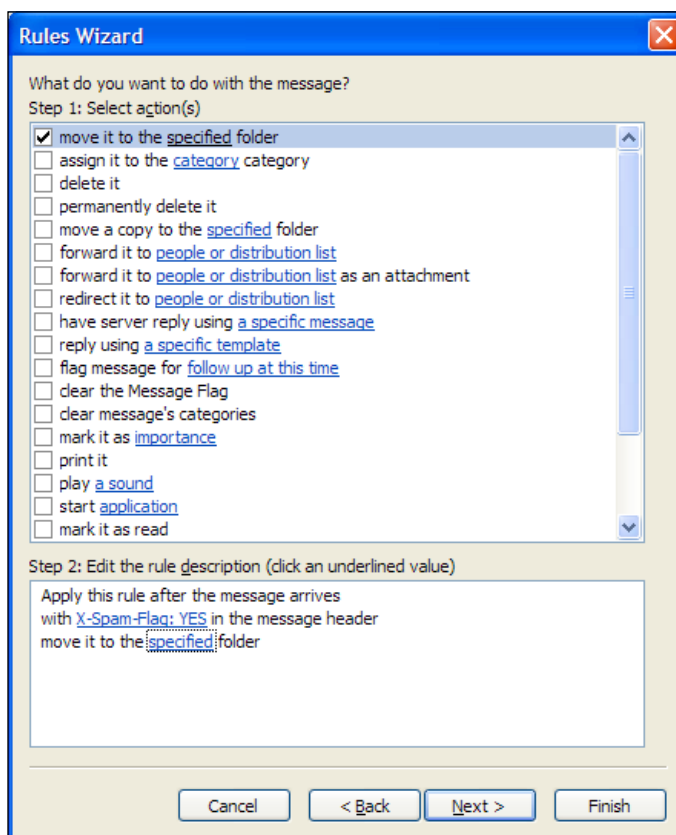 Rules Wizard
What do you want to do with the message?
Step 1: Select action(s)
move it to the specified folder
assign it to the category category
delete it
permanently delete it
move a copy to the specified folder
forward it to people or distribution list
forward it to people or distribution list as an attachment
redirect it to people or distribution list
have server reply using a specific message
reply using a specific template
flag message for follow up at this time
clear the Message Flag
clear message's categories
mark it as importance
print it
play a sound
start application
mark it as read
Step 2: Edit the rule description (click an underlined value)
Apply this rule after the message arrives
with X-Spam-Flag: YES in the message header
move it to the specified folder
Cancel < Back Next > Finish